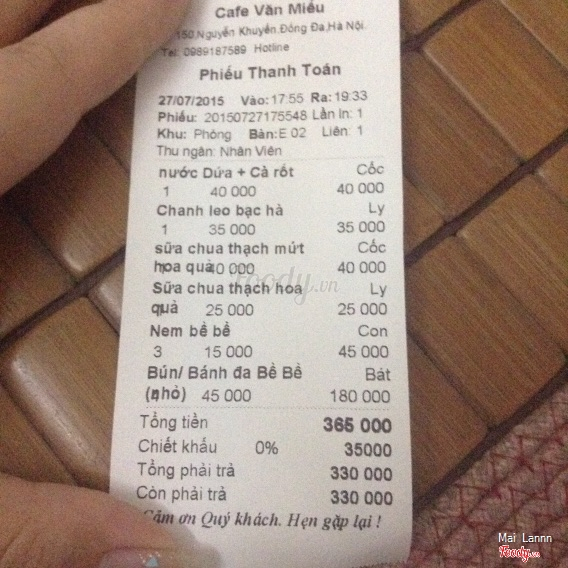 Cafe Văn Miếu
150 Nguyễn Khuyến.Đống Đa.Hà Nội.
Tel: 0989187589 Hotline
Phiếu Thanh Toán
27/07/2015 Vào: 17:55 Ra: 19:33
Phiếu: 20150727175548 Lần In: 1
Khu: Phòng Bàn: E 02 Liên: 1
Thu ngân: Nhân Viên
nước Dứa + Cà rốt Cốc
1 40 000 40 000
Chanh leo bạc hà Ly
1 35 000 35 000
sữa chua thạch mứt Cốc
hoa quả 40 000 40 000
Sữa chua thạch hoa Ly
quả 25 000 25 000
Nem bề bề Con
3 15 000 45 000
Bún/ Bánh đa Bề Bề Bát
(nhỏ) 45 000 180 000
Tổng tiền 365 000
Chiết khấu 0% 35000
Tổng phải trả 330 000
Còn phải trả 330 000
Cảm ơn Quý khách. Hẹn gặp lại !
foody.vn
Mai Lannn
Foody.vn